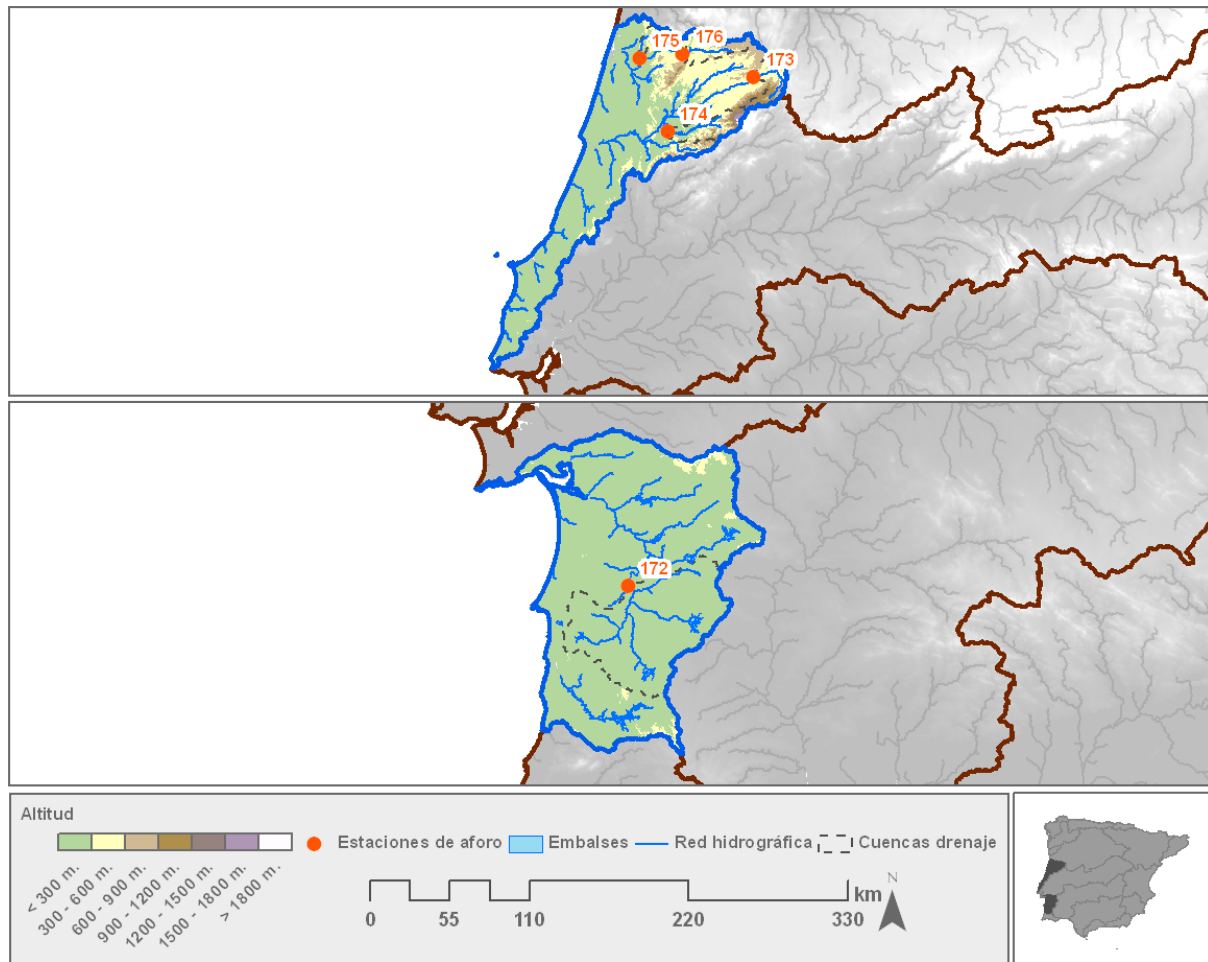 175
176
173
174
172
Altitud
< 300 m.
300 - 600 m.
600 - 900 m.
900 - 1200 m.
1200 - 1500 m.
1500 - 1800 m.
> 1800 m.
Estaciones de aforo
Embalses
Red hidrográfica
Cuencas drenaje
km
0 55 110 220 330
N